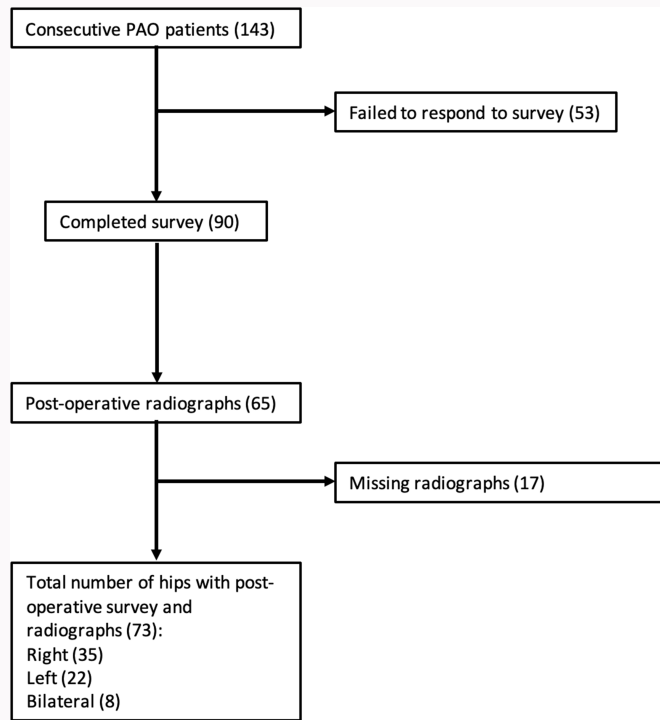 Consecutive PAO patients (143)
Failed to respond to survey (53)
Completed survey (90)
Post-operative radiographs (65)
Missing radiographs (17)
Total number of hips with post-
operative survey and
radiographs (73):
Right (35)
Left (22)
Bilateral (8)